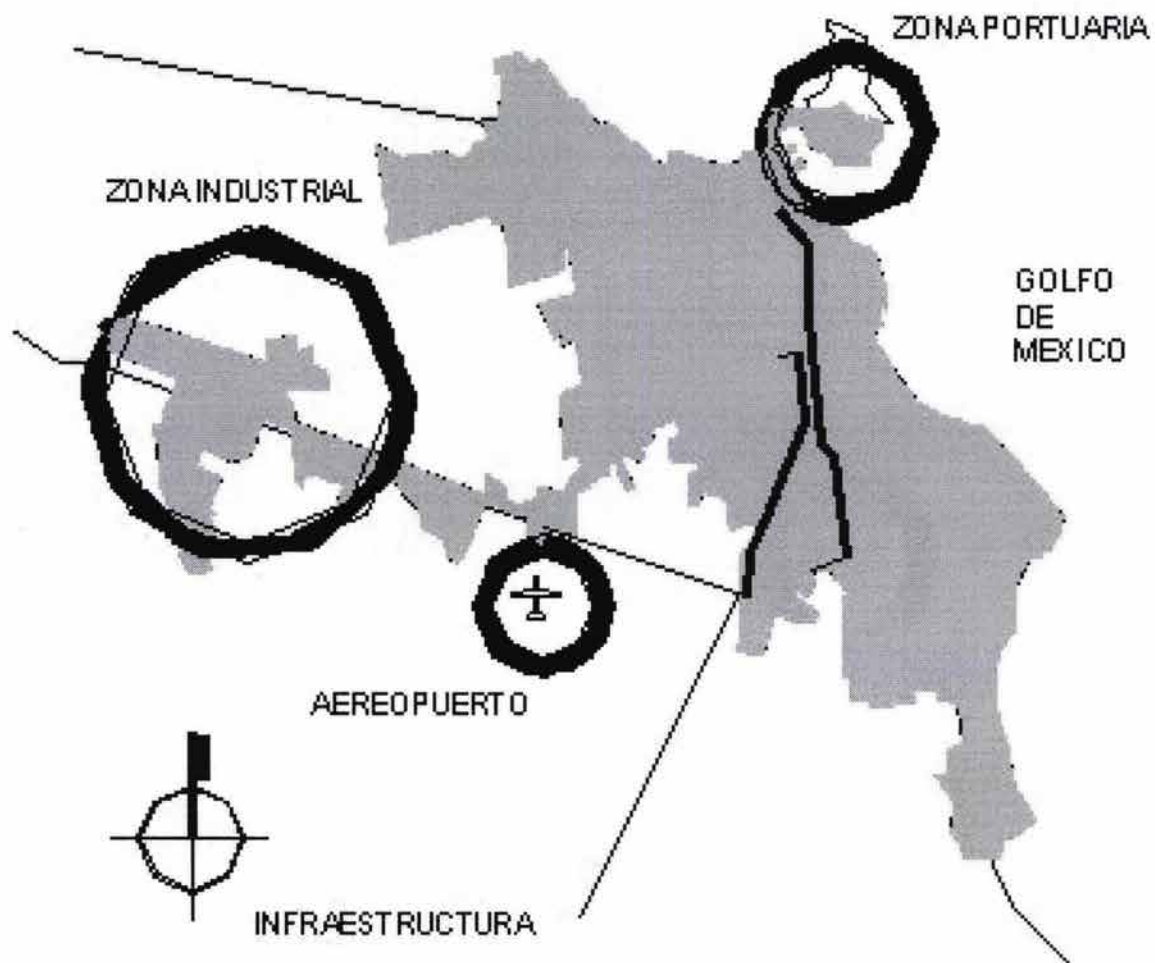 ZONA PORTUARIA
ZONA INDUSTRIAL
GOLFO
DE
MEXICO
AEREOPUERTO
INFRAESTRUCTURA